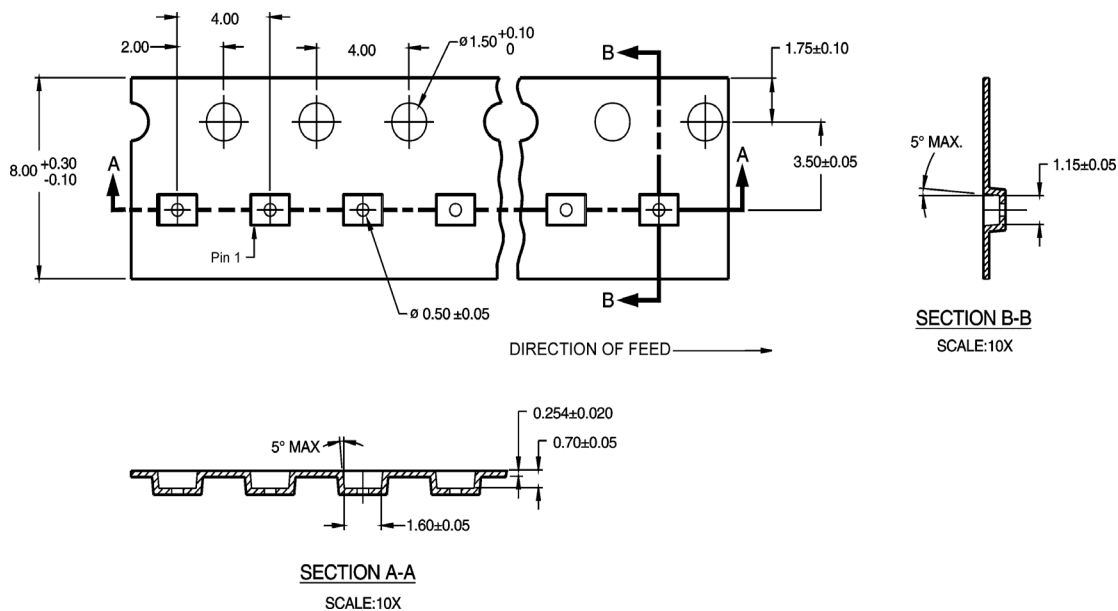 4.00
2.00
4.00
ø1.50 +0.10
0
B
1.75±0.10
8.00 +0.30
-0.10
A
A
3.50±0.05
5° MAX.
1.15±0.05
Pin 1
B
ø 0.50 ±0.05
SECTION B-B
SCALE:10X
DIRECTION OF FEED
0.254±0.020
5° MAX
0.70±0.05
1.60±0.05
SECTION A-A
SCALE:10X